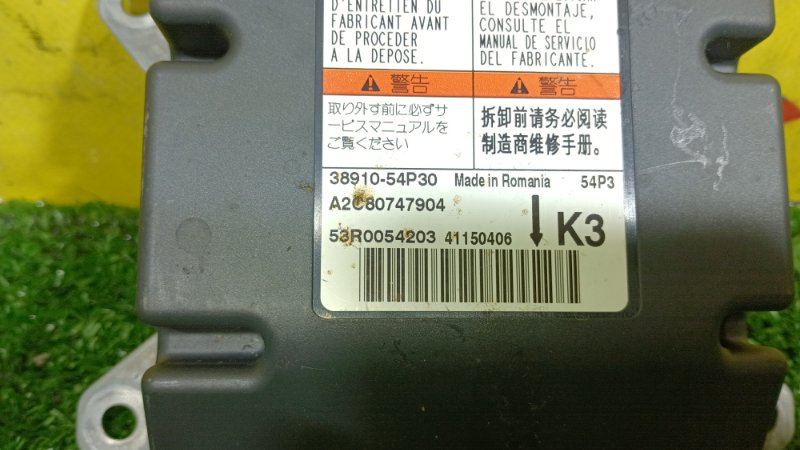 D'ENTRETIEN DU
FABRICANT AVANT
DE PROCEDER
A LA DEPOSE.
EL DESMONTAJE,
CONSULTE EL
MANUAL DE SERVICIO
DEL FABRICANTE.
警告
警告
取り外す前に必ずサ
ービスマニュアルを
ご覧ください
拆卸前请务必阅读
制造商维修手册。
38910-54P30 Made in Romania 54P3
A2C80747904
53R0054203 41150406 K3